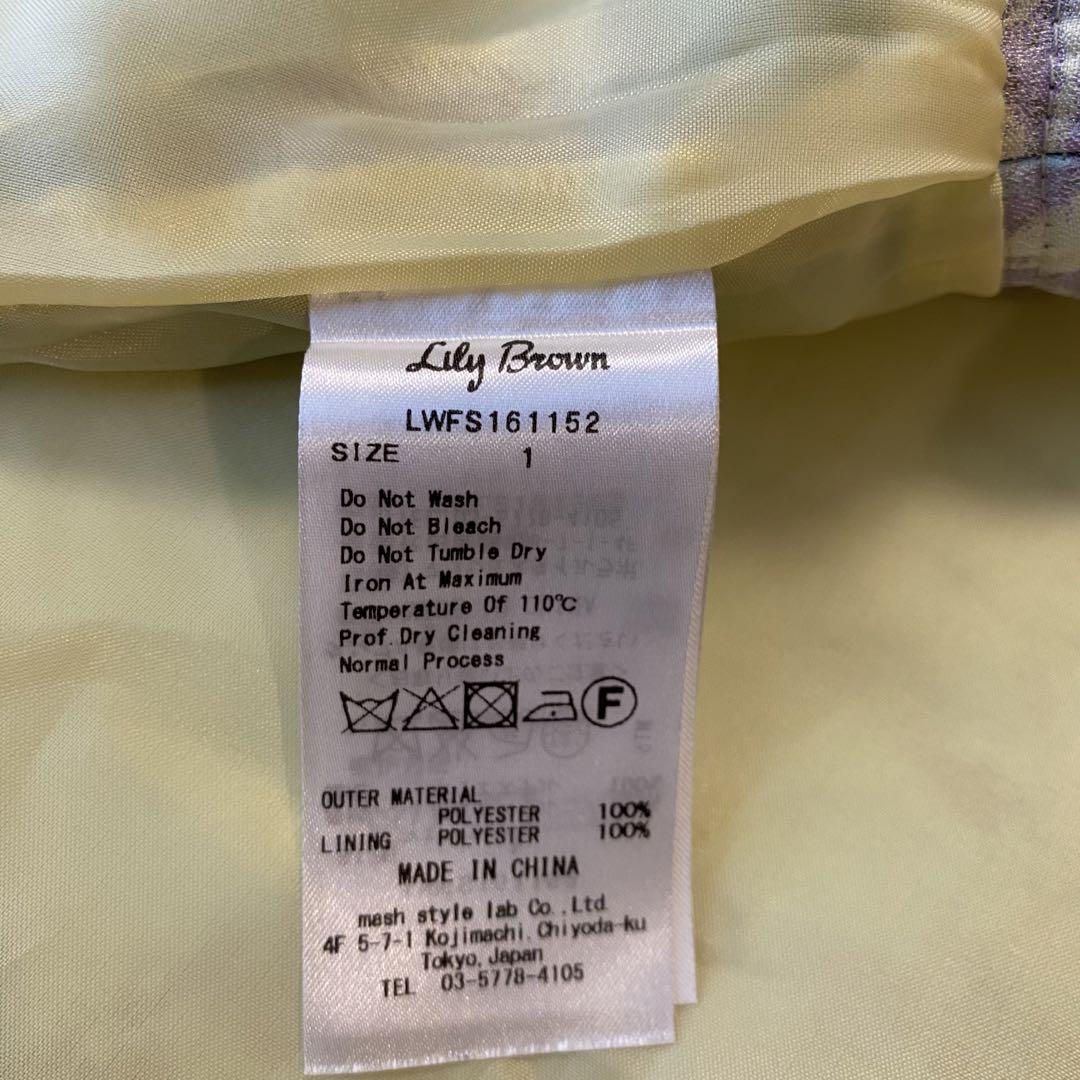 Lily Brown
LWFS161152
SIZE 1
Do Not Wash
Do Not Bleach
Do Not Tumble Dry
Iron At Maximum
Temperature Of 110℃
Prof.Dry Cleaning
Normal Process
F
OUTER MATERIAL
POLYESTER 100%
LINING POLYESTER 100%
MADE IN CHINA
mash style lab Co.,Ltd.
4F 5-7-1 Kojimachi.Chiyoda-ku
Tokyo,Japan
TEL 03-5778-4105